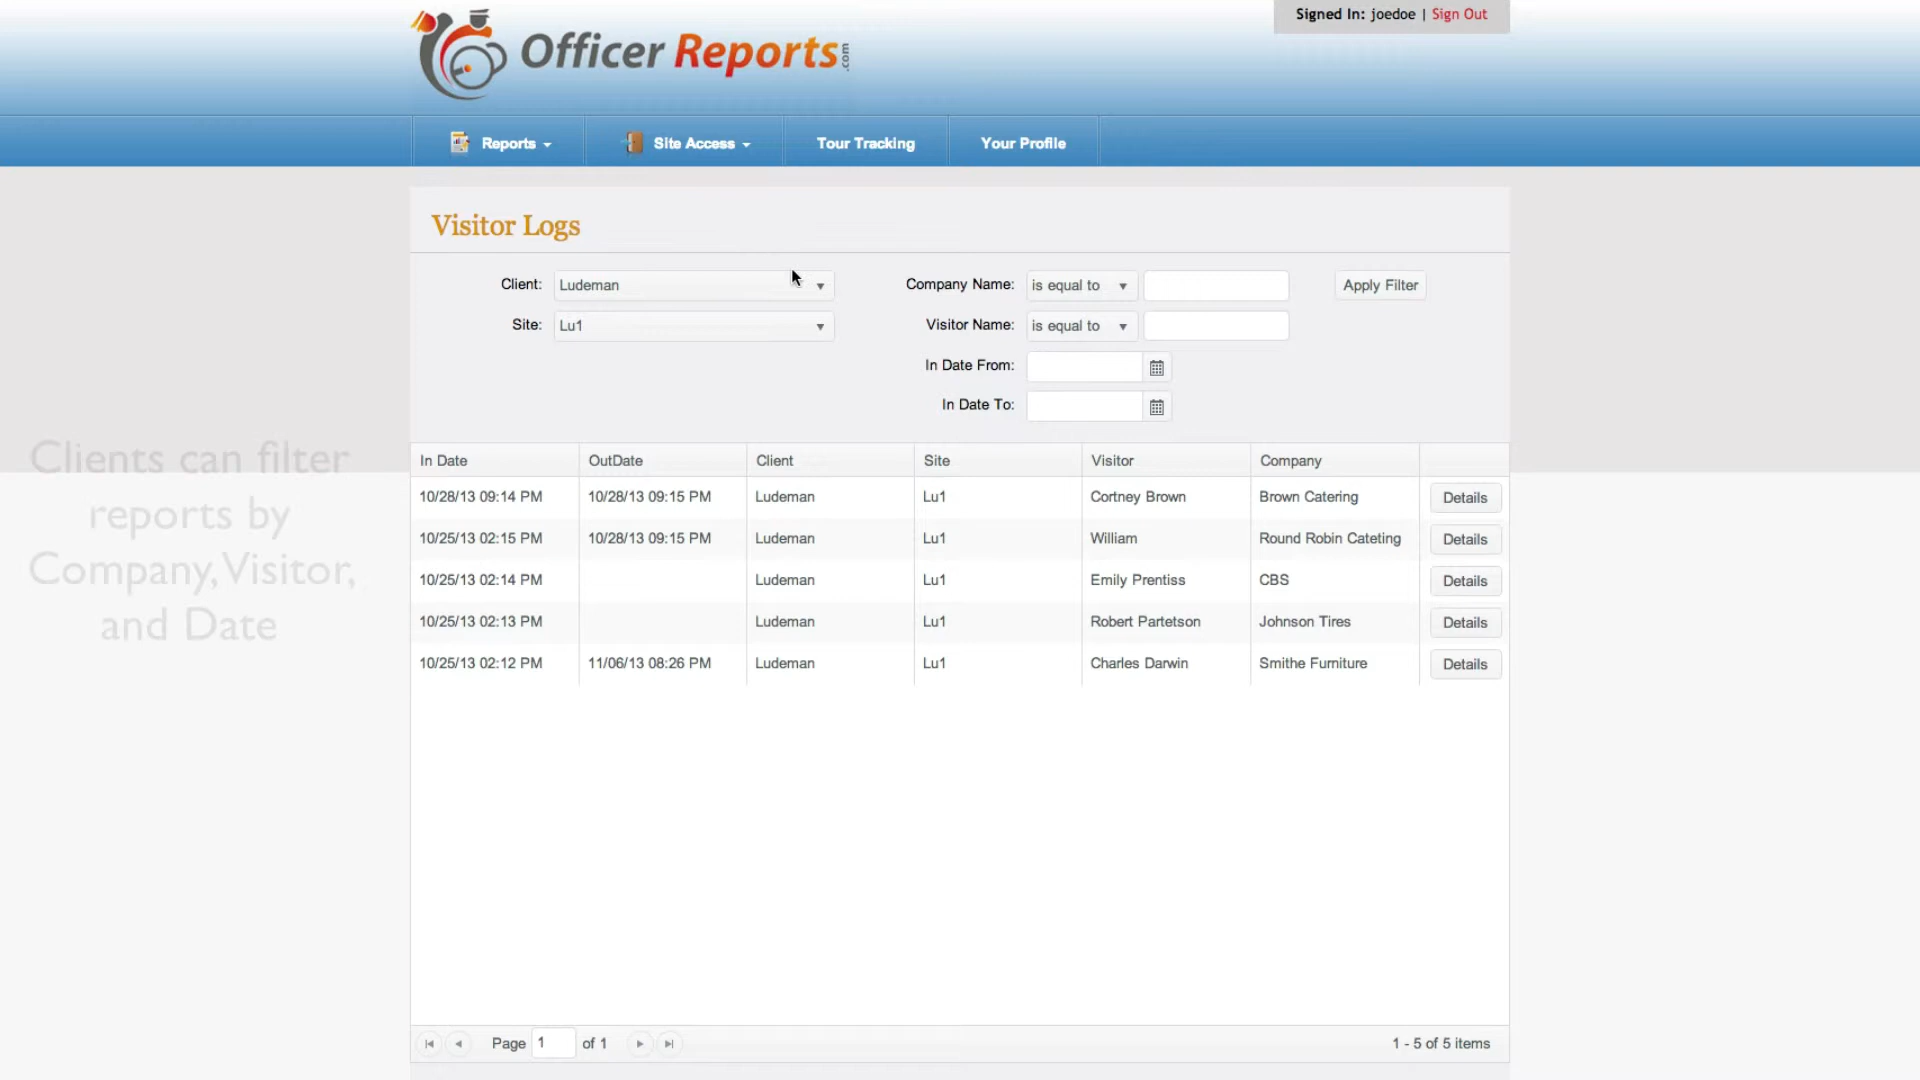 Signed In: joedoe | Sign Out
Officer Reports.com
Reports
Site Access
Tour Tracking
Your Profile
Visitor Logs
Client: Ludeman
Company Name: is equal to
Apply Filter
Site: Lu1
Visitor Name: is equal to
In Date From:
In Date To:
Clients can filter
reports by
Company, Visitor,
and Date
In Date OutDate Client Site Visitor Company
10/28/13 09:14 PM 10/28/13 09:15 PM Ludeman Lu1 Cortney Brown Brown Catering Details
10/25/13 02:15 PM 10/28/13 09:15 PM Ludeman Lu1 William Round Robin Cateting Details
10/25/13 02:14 PM Ludeman Lu1 Emily Prentiss CBS Details
10/25/13 02:13 PM Ludeman Lu1 Robert Partetson Johnson Tires Details
10/25/13 02:12 PM 11/06/13 08:26 PM Ludeman Lu1 Charles Darwin Smithe Furniture Details
Page 1 of 1
1 - 5 of 5 items